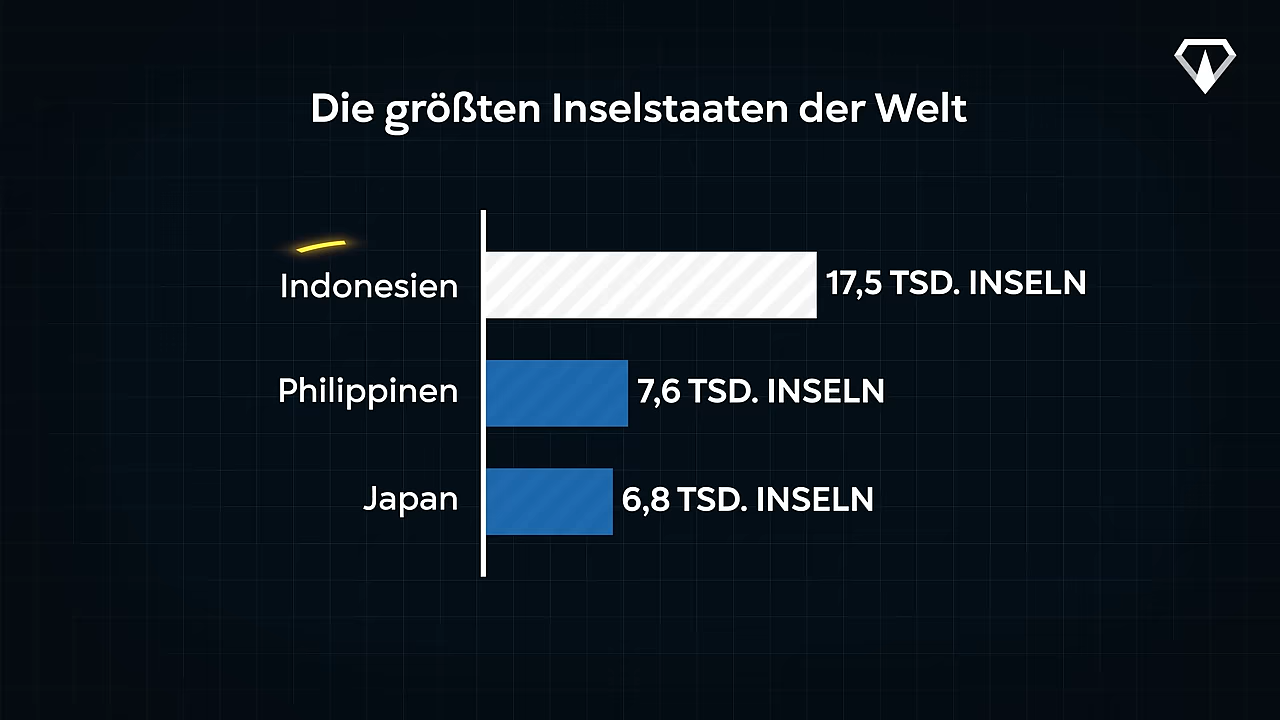 Die größten Inselstaaten der Welt
Indonesien 17,5 TSD. INSELN
Philippinen 7,6 TSD. INSELN
Japan 6,8 TSD. INSELN